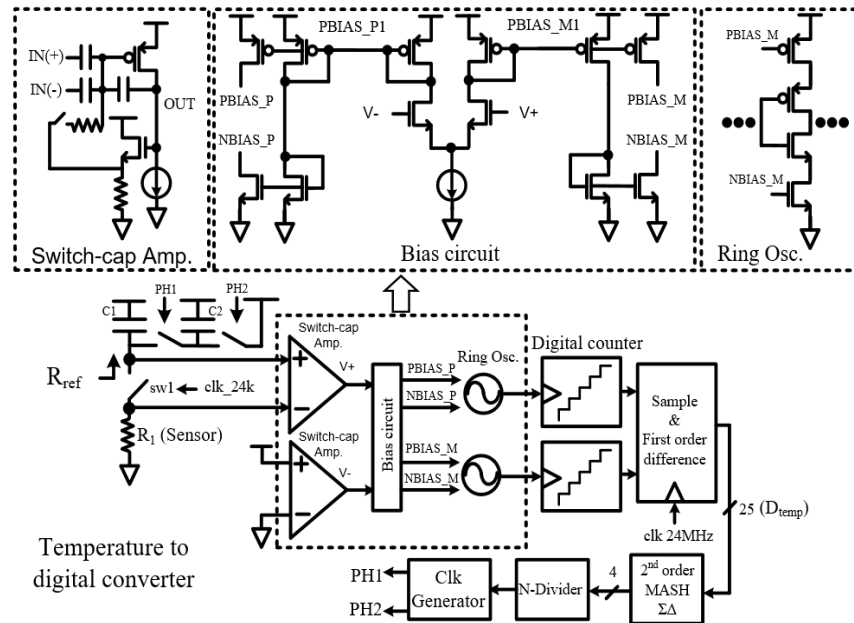 PBIAS_P1
PBIAS_M1
PBIAS_M
IN(+)
IN(-)
OUT
PBIAS_P
V-
V+
PBIAS_M
NBIAS_P
NBIAS_M
NBIAS_M
Switch-cap Amp.
Bias circuit
Ring Osc.
PH1
PH2
C1
C2
Switch-cap
Amp.
V+
Digital counter
Ring Osc.
Rref
PBIAS_P
NBIAS_P
sw1
clk_24k
R1 (Sensor)
Bias circuit
Switch-cap
Amp.
V-
PBIAS_M
NBIAS_M
Sample
&
First order
difference
clk 24MHz
25 (Dtemp)
Temperature to
digital converter
PH1
PH2
Clk
Generator
N-Divider
4
2nd order
MASH
ΣΔ